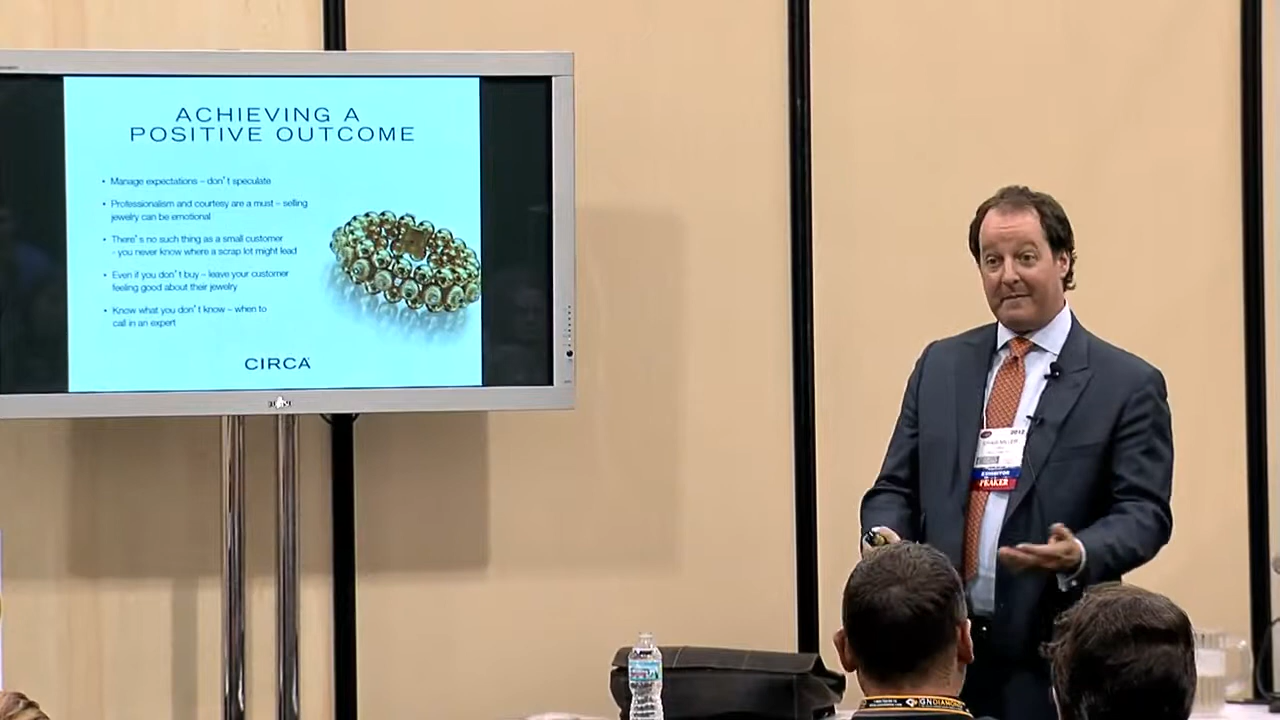 ACHIEVING A
POSITIVE OUTCOME
• Manage expectations – don't speculate
• Professionalism and courtesy are a must – selling
jewelry can be emotional
• There's no such thing as a small customer
- you never know where a scrap lot might lead
• Even if you don't buy – leave your customer
feeling good about their jewelry
• Know what you don't know – when to
call in an expert
CIRCA
2012
MILLER